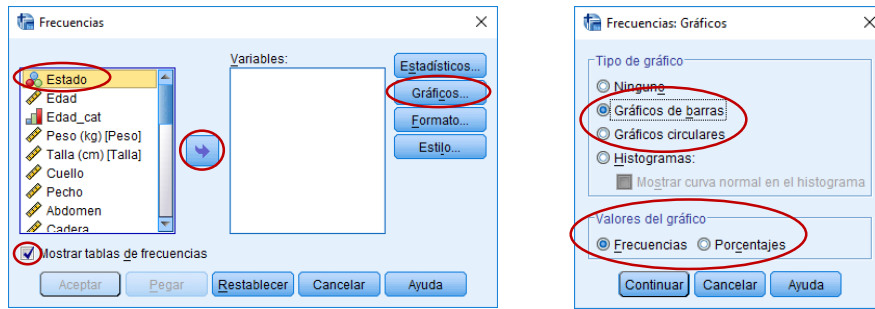 Frecuencias
Variables:
Estado
Edad
Edad_cat
Peso (kg) [Peso]
Talla (cm) [Talla]
Cuello
Pecho
Abdomen
Cadera
Estadísticos...
Gráficos...
Formato...
Estilo...
Mostrar tablas de frecuencias
Aceptar
Pegar
Restablecer
Cancelar
Ayuda
Frecuencias: Gráficos
Tipo de gráfico
Ninguno
Gráficos de barras
Gráficos circulares
Histogramas:
Mostrar curva normal en el histograma
Valores del gráfico
Frecuencias
Porcentajes
Continuar
Cancelar
Ayuda